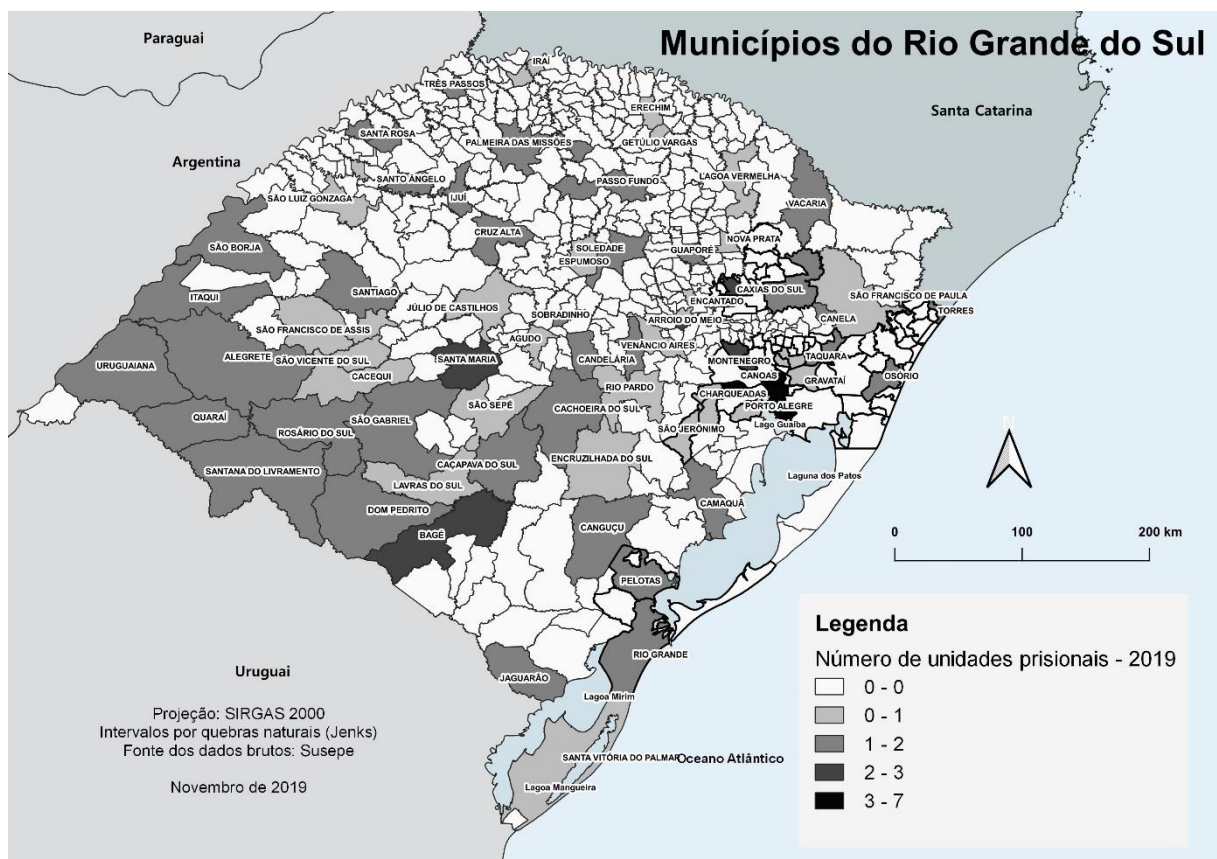 Municípios do Rio Grande do Sul
Paraguai
Santa Catarina
Argentina
IRAÍ
TRÊS PASSOS
ERECHIM
SANTA ROSA
PALMEIRA DAS MISSÕES
GETÚLIO VARGAS
SANTO ÂNGELO
PASSO FUNDO
LAGOA VERMELHA
SÃO LUIZ GONZAGA
IJUÍ
VACARIA
CRUZ ALTA
SÃO BORJA
SOLEDADE
NOVA PRATA
GUAPORÉ
ESPUMOSO
CAXIAS DO SUL
SANTIAGO
ITAQUI
JÚLIO DE CASTILHOS
ENCANTADO
SÃO FRANCISCO DE PAULA
TORRES
SOBRADINHO
ARROIO DO MEIO
CANELA
SÃO FRANCISCO DE ASSIS
AGUDO
VENÂNCIO AIRES
ALEGRETE
SÃO VICENTE DO SUL
SANTA MARIA
CANDELÁRIA
MONTENEGRO
TAQUARA
URUGUAIANA
CACEQUI
CANOAS
GRAVATAÍ
OSÓRIO
RIO PARDO
CHARQUEADAS
SÃO SEPÉ
CACHOEIRA DO SUL
PORTO ALEGRE
QUARAÍ
SÃO GABRIEL
Lago Guaíba
ROSÁRIO DO SUL
SÃO JERÔNIMO
N
SANTANA DO LIVRAMENTO
CAÇAPAVA DO SUL
ENCRUZILHADA DO SUL
Laguna dos Patos
LAVRAS DO SUL
CAMAQUÃ
DOM PEDRITO
CANGUÇU
BAGÉ
0 100 200 km
PELOTAS
RIO GRANDE
JAGUARÃO
Uruguai
Lagoa Mirim
SANTA VITÓRIA DO PALMAR
Oceano Atlântico
Lagoa Mangueira
Projeção: SIRGAS 2000
Intervalos por quebras naturais (Jenks)
Fonte dos dados brutos: Susepe
Novembro de 2019
Legenda
Número de unidades prisionais - 2019
0 - 0
0 - 1
1 - 2
2 - 3
3 - 7